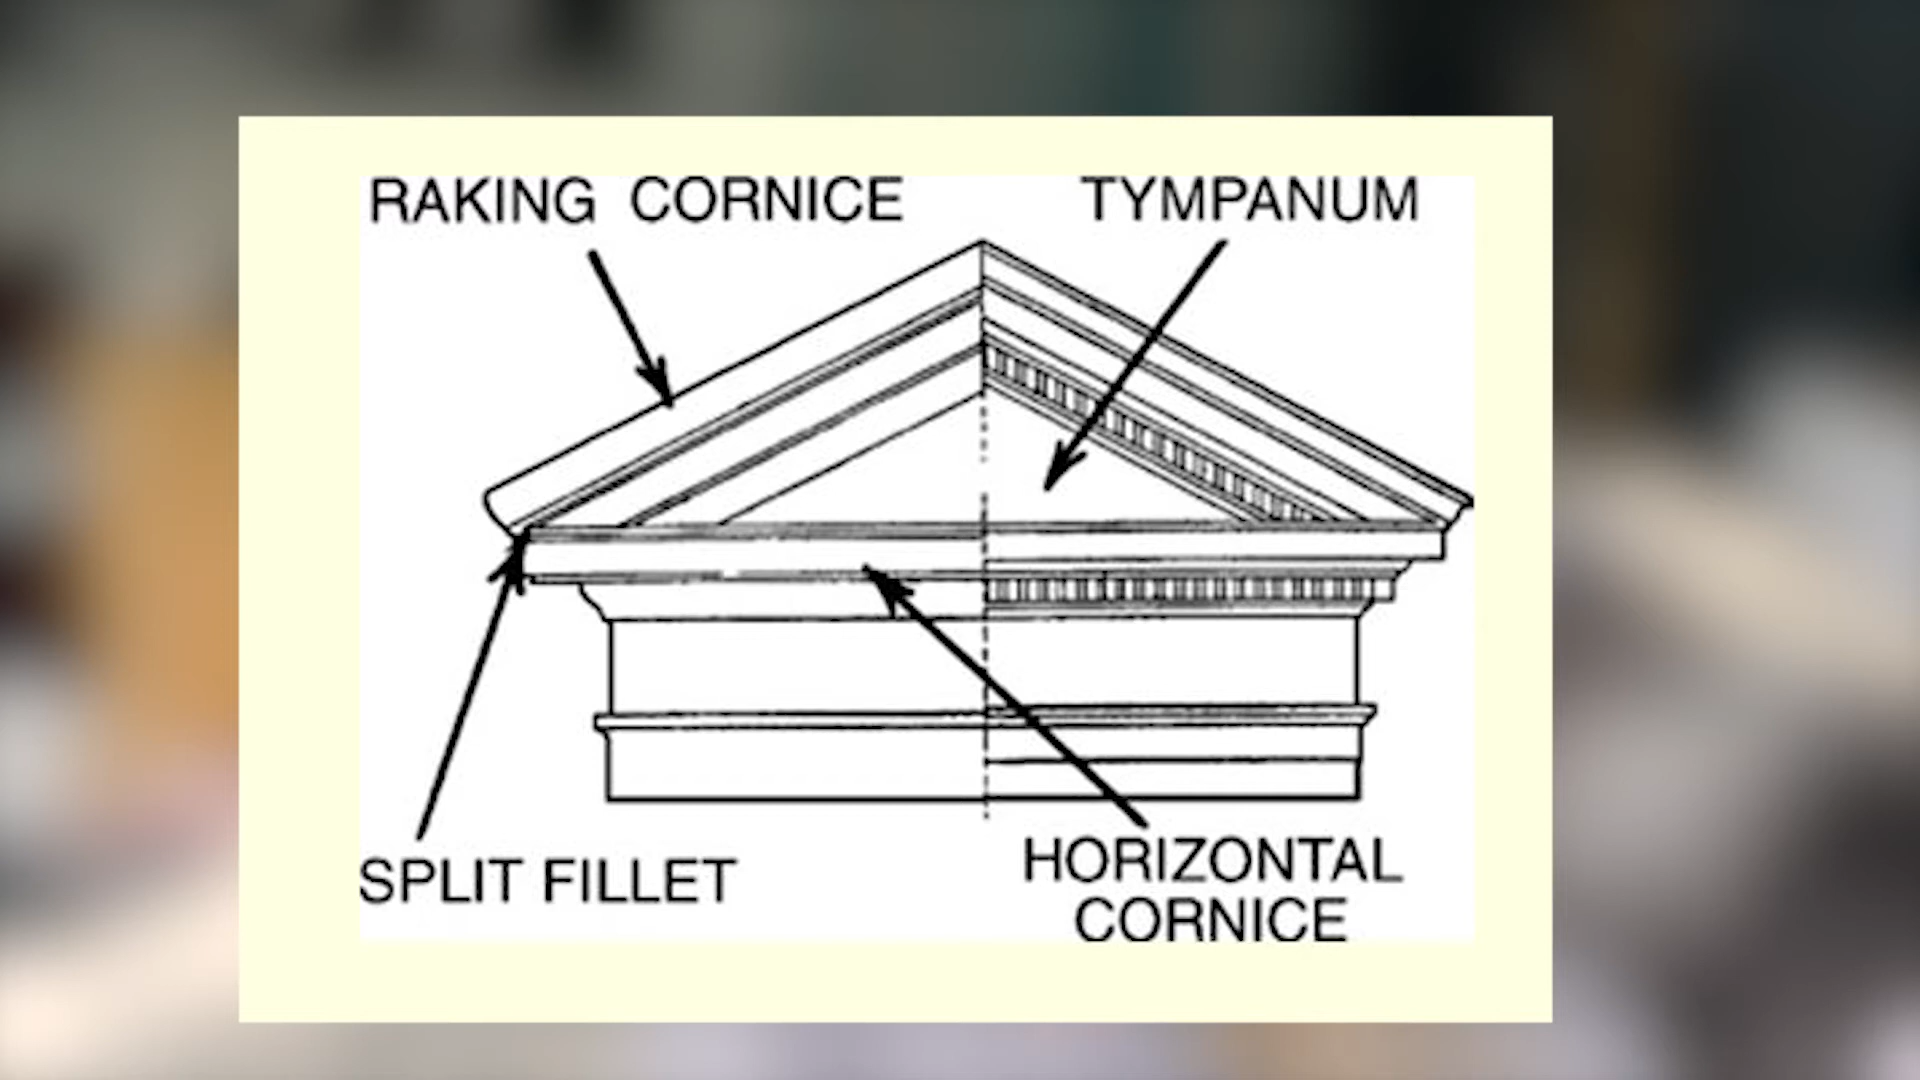 RAKING CORNICE
TYMPANUM
SPLIT FILLET
HORIZONTAL
CORNICE